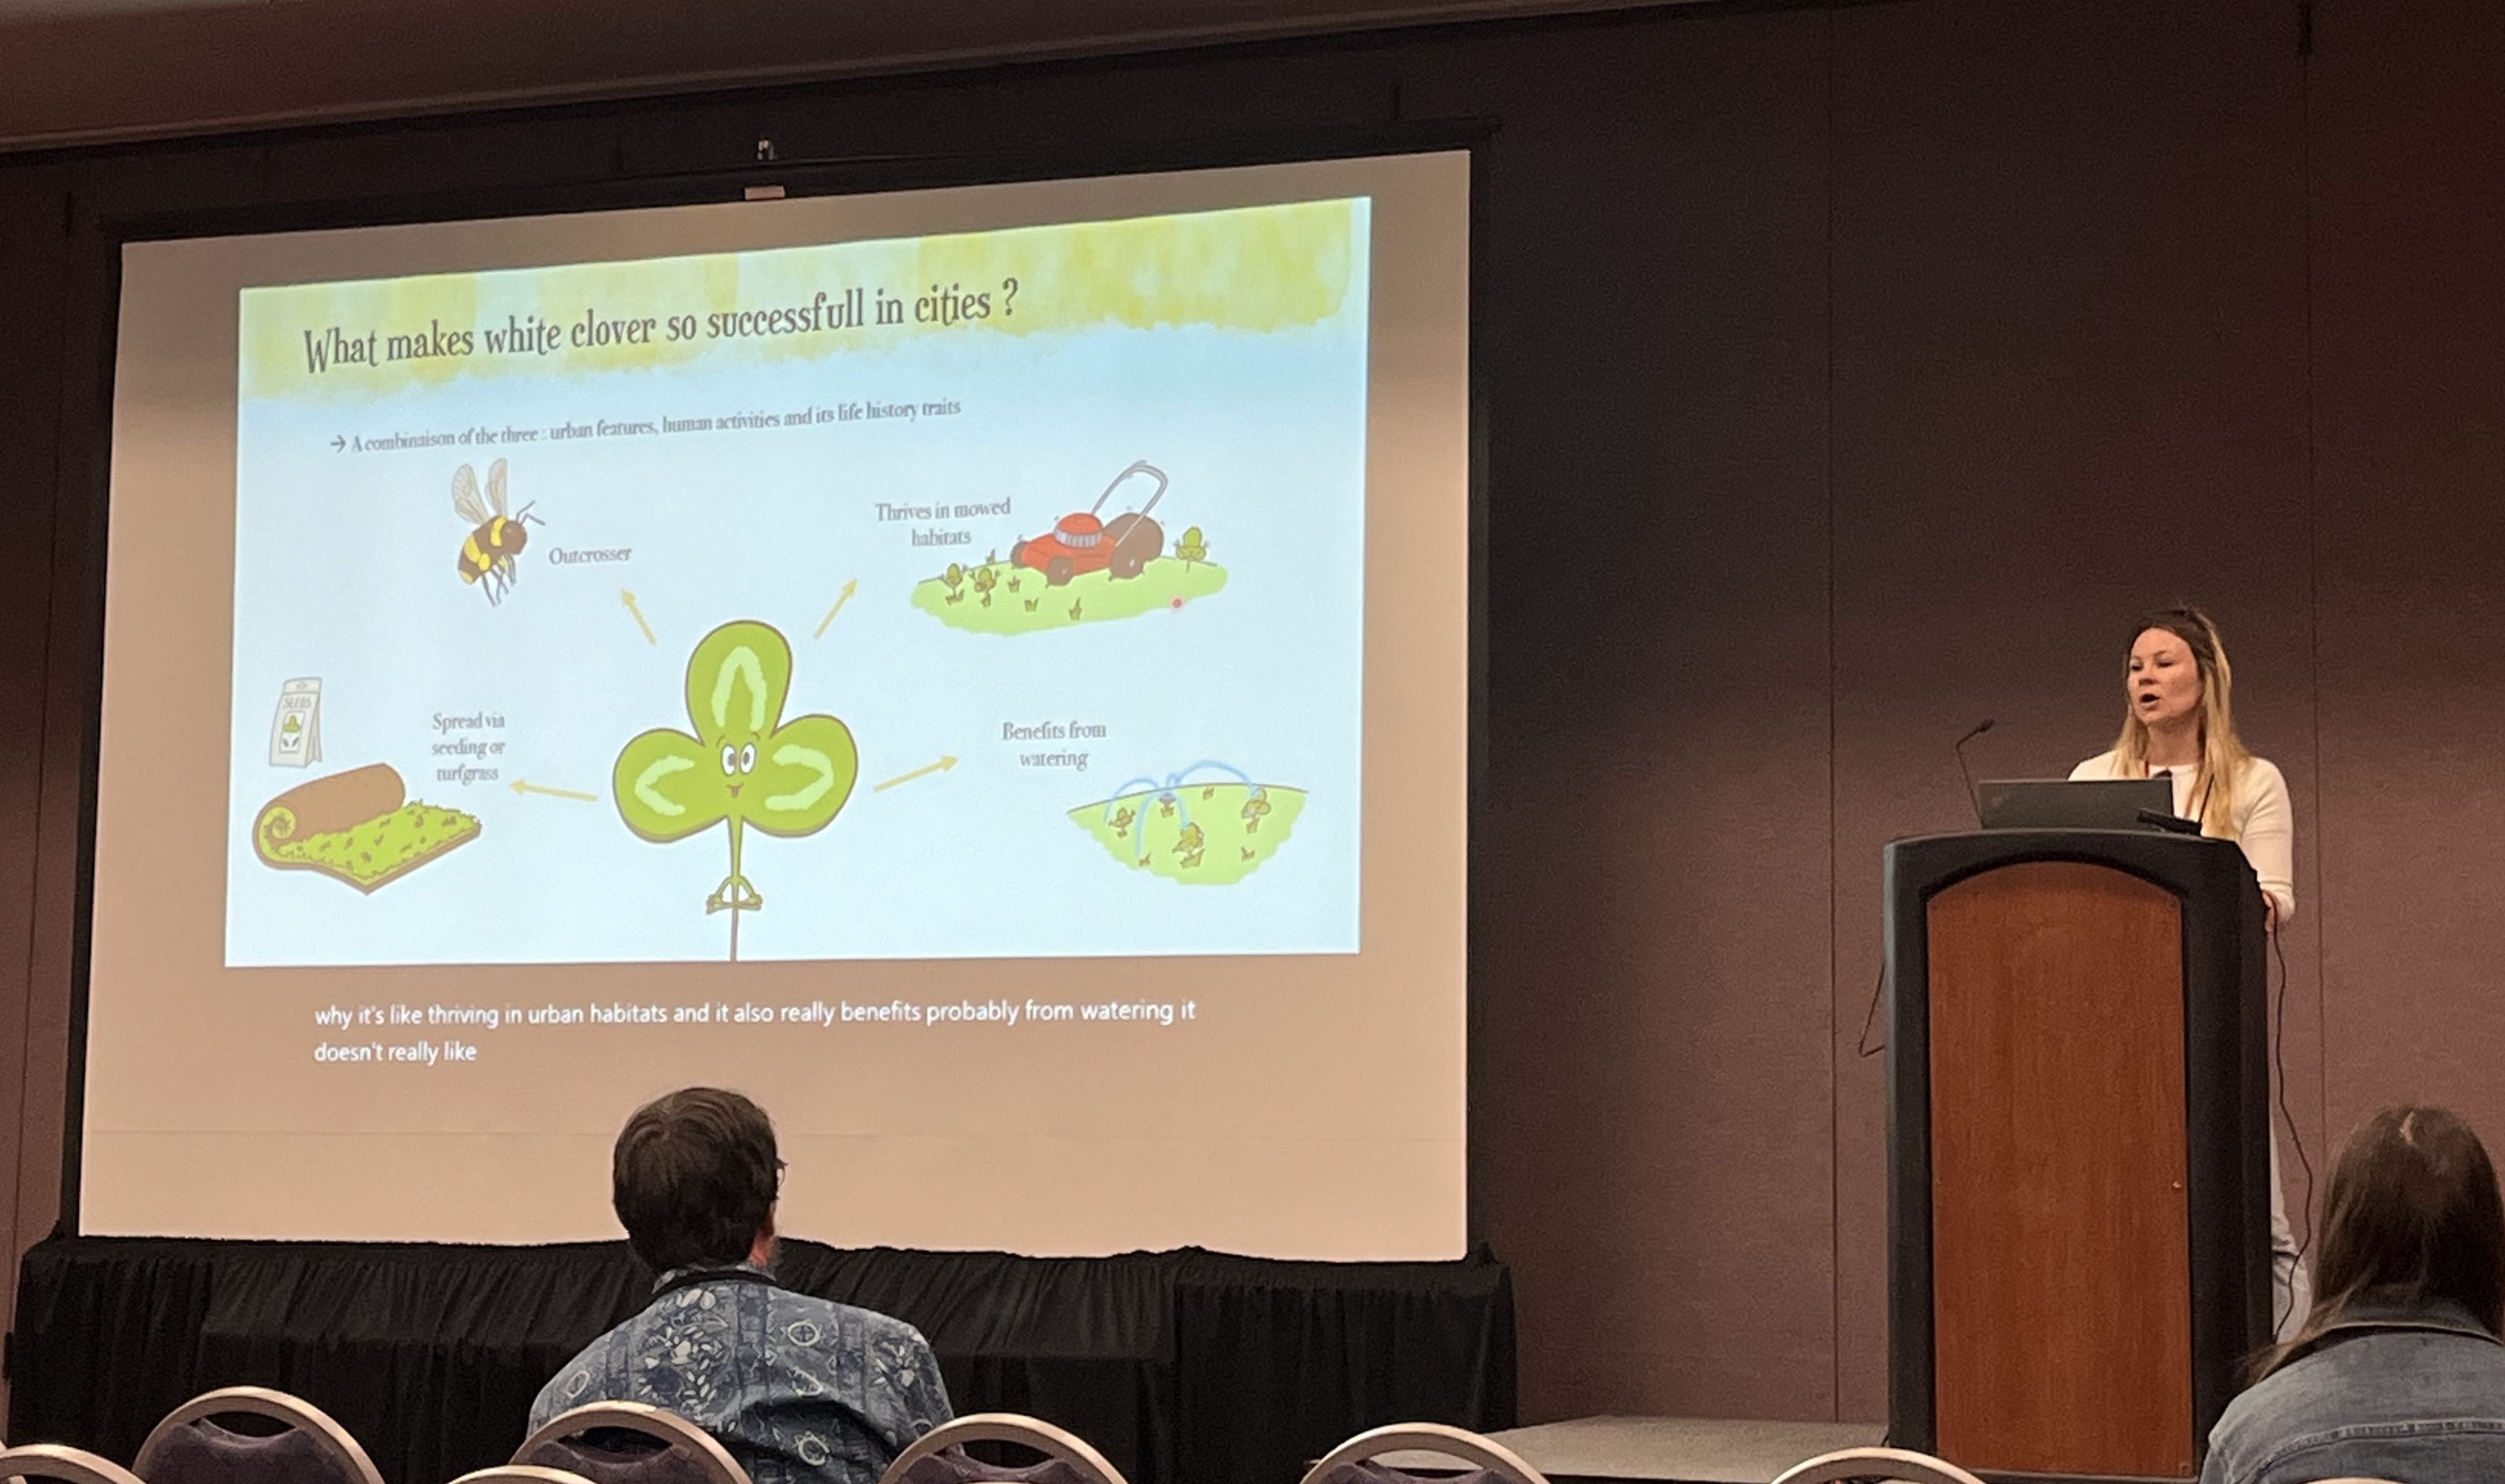 What makes white clover so successfull in cities ?
→ A combinaison of the three : urban features, human activities and its life history traits
Outcrosser
Thrives in mowed
habitats
SEEDS
Spread via
seeding or
turfgrass
Benefits from
watering
why it's like thriving in urban habitats and it also really benefits probably from watering it
doesn't really like